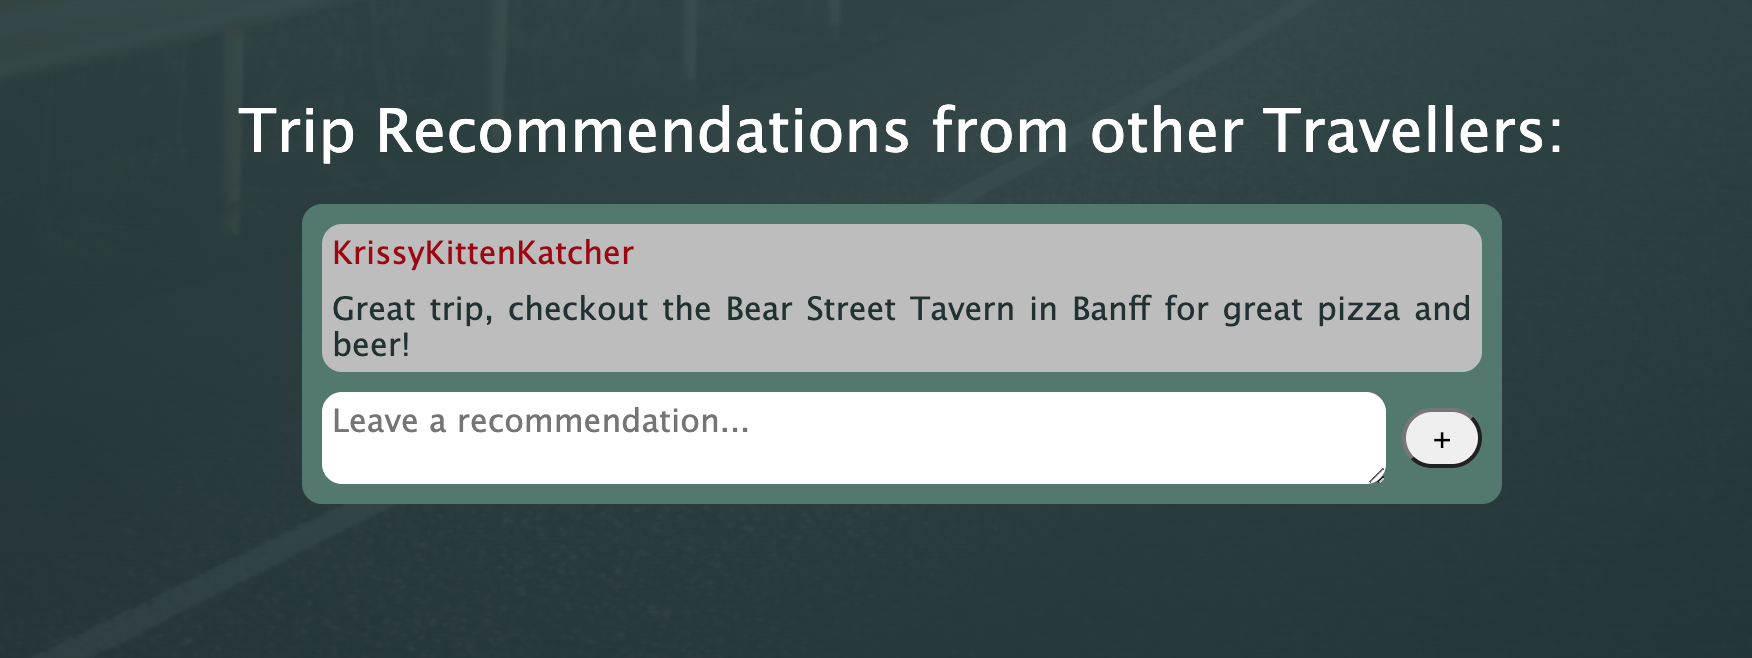 Trip Recommendations from other Travellers:
KrissyKittenKatcher
Great trip, checkout the Bear Street Tavern in Banff for great pizza and
beer!
Leave a recommendation...
+